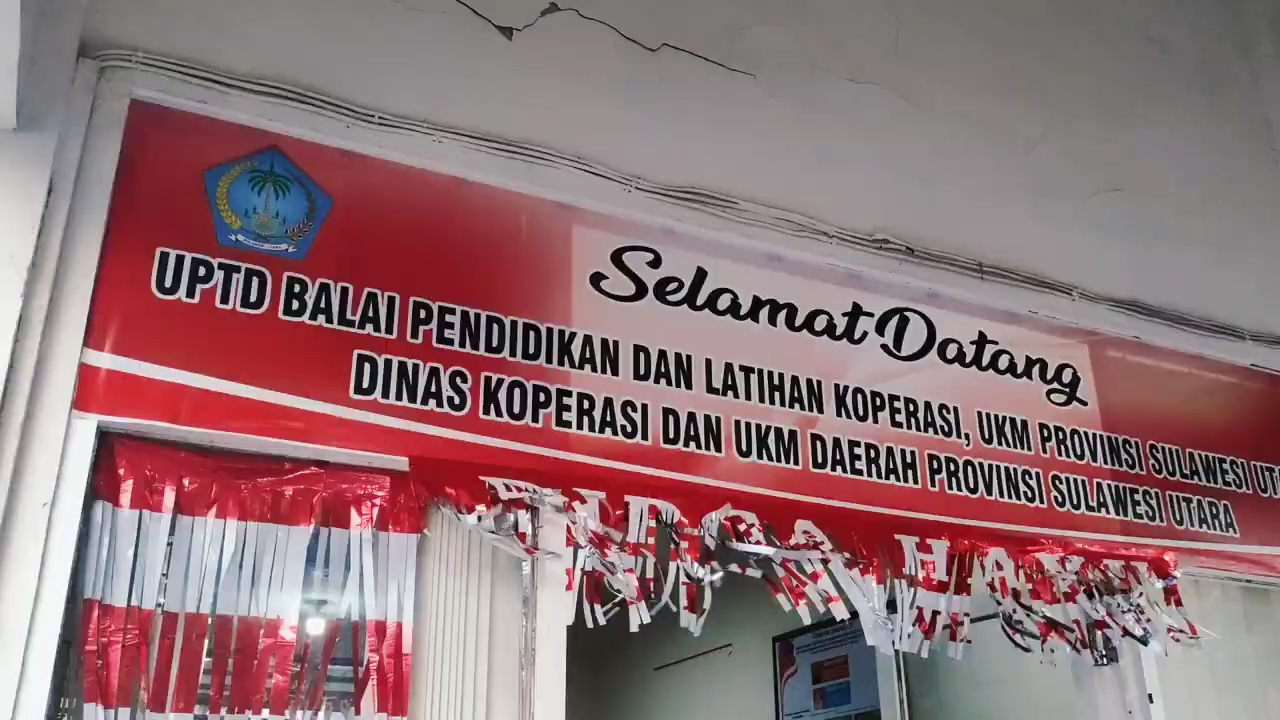 Selamat Datang
UPTD BALAI PENDIDIKAN DAN LATIHAN KOPERASI, UKM PROVINSI SULAWESI UTA
DINAS KOPERASI DAN UKM DAERAH PROVINSI SULAWESI UTARA